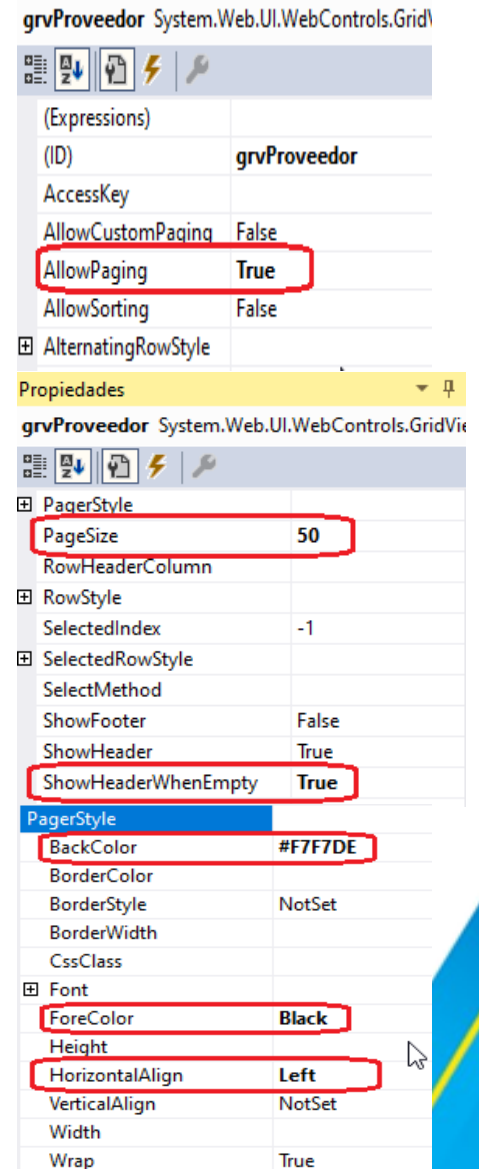 grvProveedor System.Web.UI.WebControls.Grid
(Expressions)
(ID) grvProveedor
AccessKey
AllowCustomPaging False
AllowPaging True
AllowSorting False
AlternatingRowStyle
Propiedades
grvProveedor System.Web.UI.WebControls.GridVie
PagerStyle
PageSize 50
RowHeaderColumn
RowStyle
SelectedIndex -1
SelectedRowStyle
SelectMethod
ShowFooter False
ShowHeader True
ShowHeaderWhenEmpty True
PagerStyle
BackColor #F7F7DE
BorderColor
BorderStyle NotSet
BorderWidth
CssClass
Font
ForeColor Black
Height
HorizontalAlign Left
VerticalAlign NotSet
Width
Wrap True